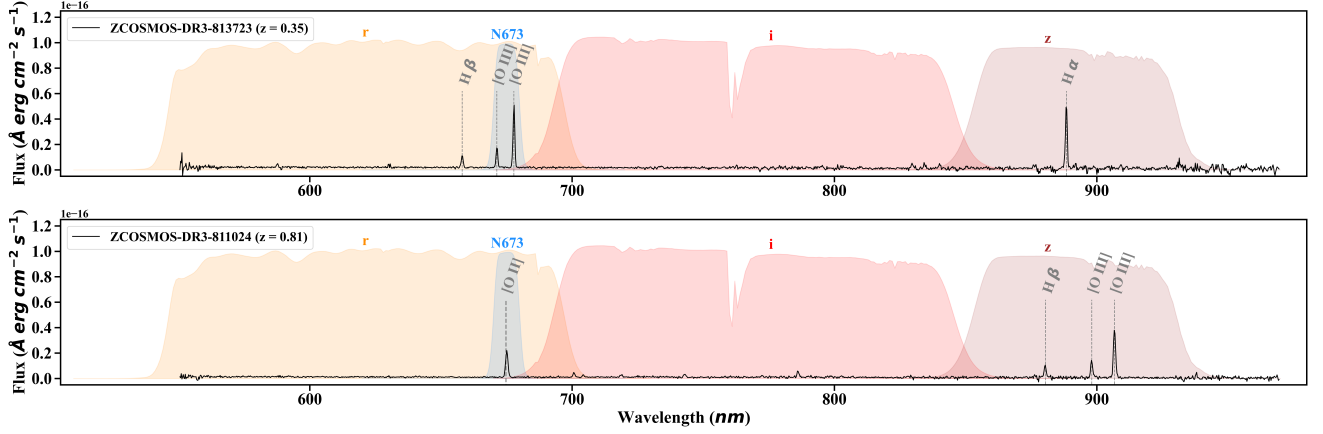 1e−16
ZCOSMOS-DR3-813723 (z = 0.35)
r
N673
i
z
H β
[O III]
[O III]
H α
Flux (Å erg cm⁻² s⁻¹)
1.2
1.0
0.8
0.6
0.4
0.2
0.0
600
700
800
900
1e−16
ZCOSMOS-DR3-811024 (z = 0.81)
r
N673
i
z
[O II]
H β
[O III]
[O III]
Flux (Å erg cm⁻² s⁻¹)
1.2
1.0
0.8
0.6
0.4
0.2
0.0
600
700
800
900
Wavelength (nm)